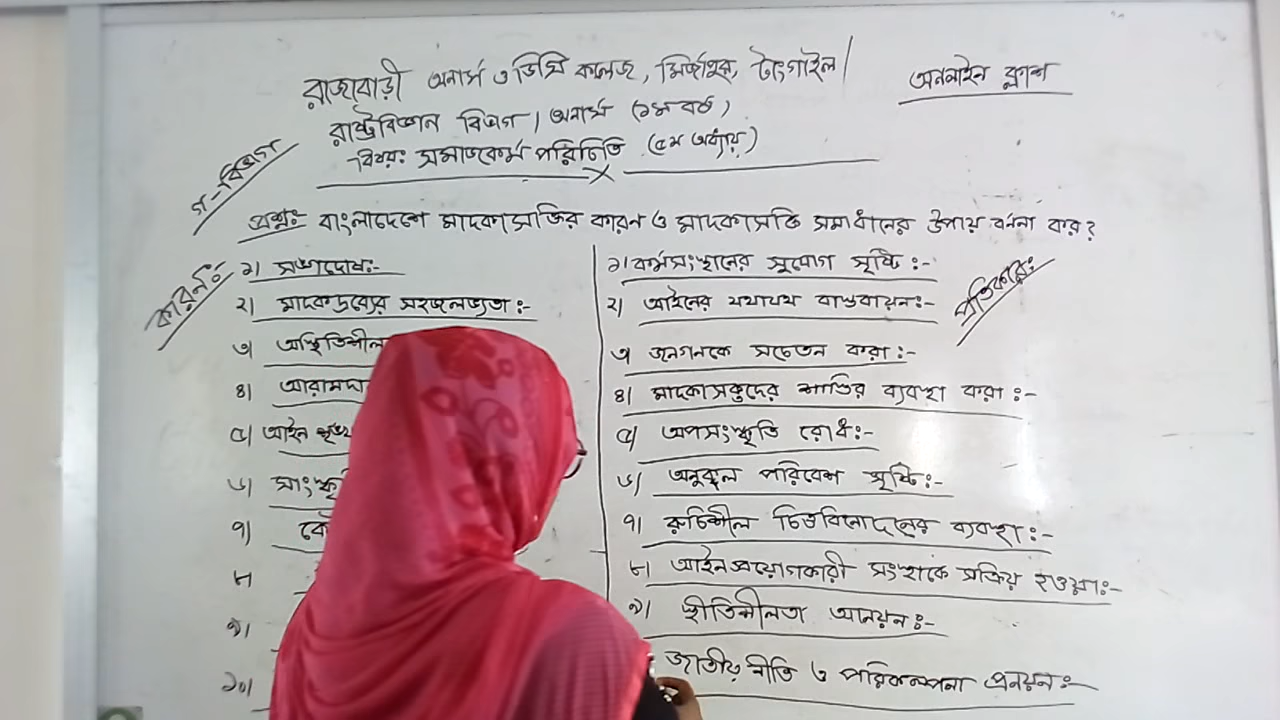 রাজাবাড়ী অনার্স ও ডিগ্রি কলেজ, মির্জাপুর, টাংগাইল।
অনলাইন ক্লাশ
রাষ্ট্রবিজ্ঞান বিভাগ। অনার্স (১ম বর্ষ)
-বিষয়ঃ সমাজকর্ম পরিচিতি (৫ম অধ্যায়)
গ-বিভাগ
প্রশ্নঃ- বাংলাদেশে মাদকাসক্তির কারন ও মাদকাসক্তি সমাধানের উপায় বর্ননা কর?
কারনঃ
১। সঙ্গদোষঃ-
২। মাদকদ্রব্যের সহজলভ্যতাঃ-
৩। অস্থিতিশীল
৪। আরামদা
৫। আইন শৃঙ্খ
৬। সাংস্কৃ
৭। কৌ
৮।
৯।
১০।
প্রতিকারঃ
১। কর্মসংস্থানের সুযোগ সৃষ্টিঃ-
২। আইনের যথাযথ বাস্তবায়নঃ-
৩। জনগনকে সচেতন করাঃ-
৪। মাদকাসক্তদের শাস্তির ব্যবস্থা করাঃ-
৫। অপসংস্কৃতি রোধঃ-
৬। অনুকূল পরিবেশ সৃষ্টিঃ-
৭। রুচিশীল চিত্তবিনোদনের ব্যবস্থাঃ-
৮। আইনপ্রয়োগকারী সংস্থাকে সক্রিয় হওয়াঃ-
৯। স্থীতিশীলতা আনয়নঃ-
জাতীয় নীতি ও পরিকল্পনা প্রনয়নঃ-